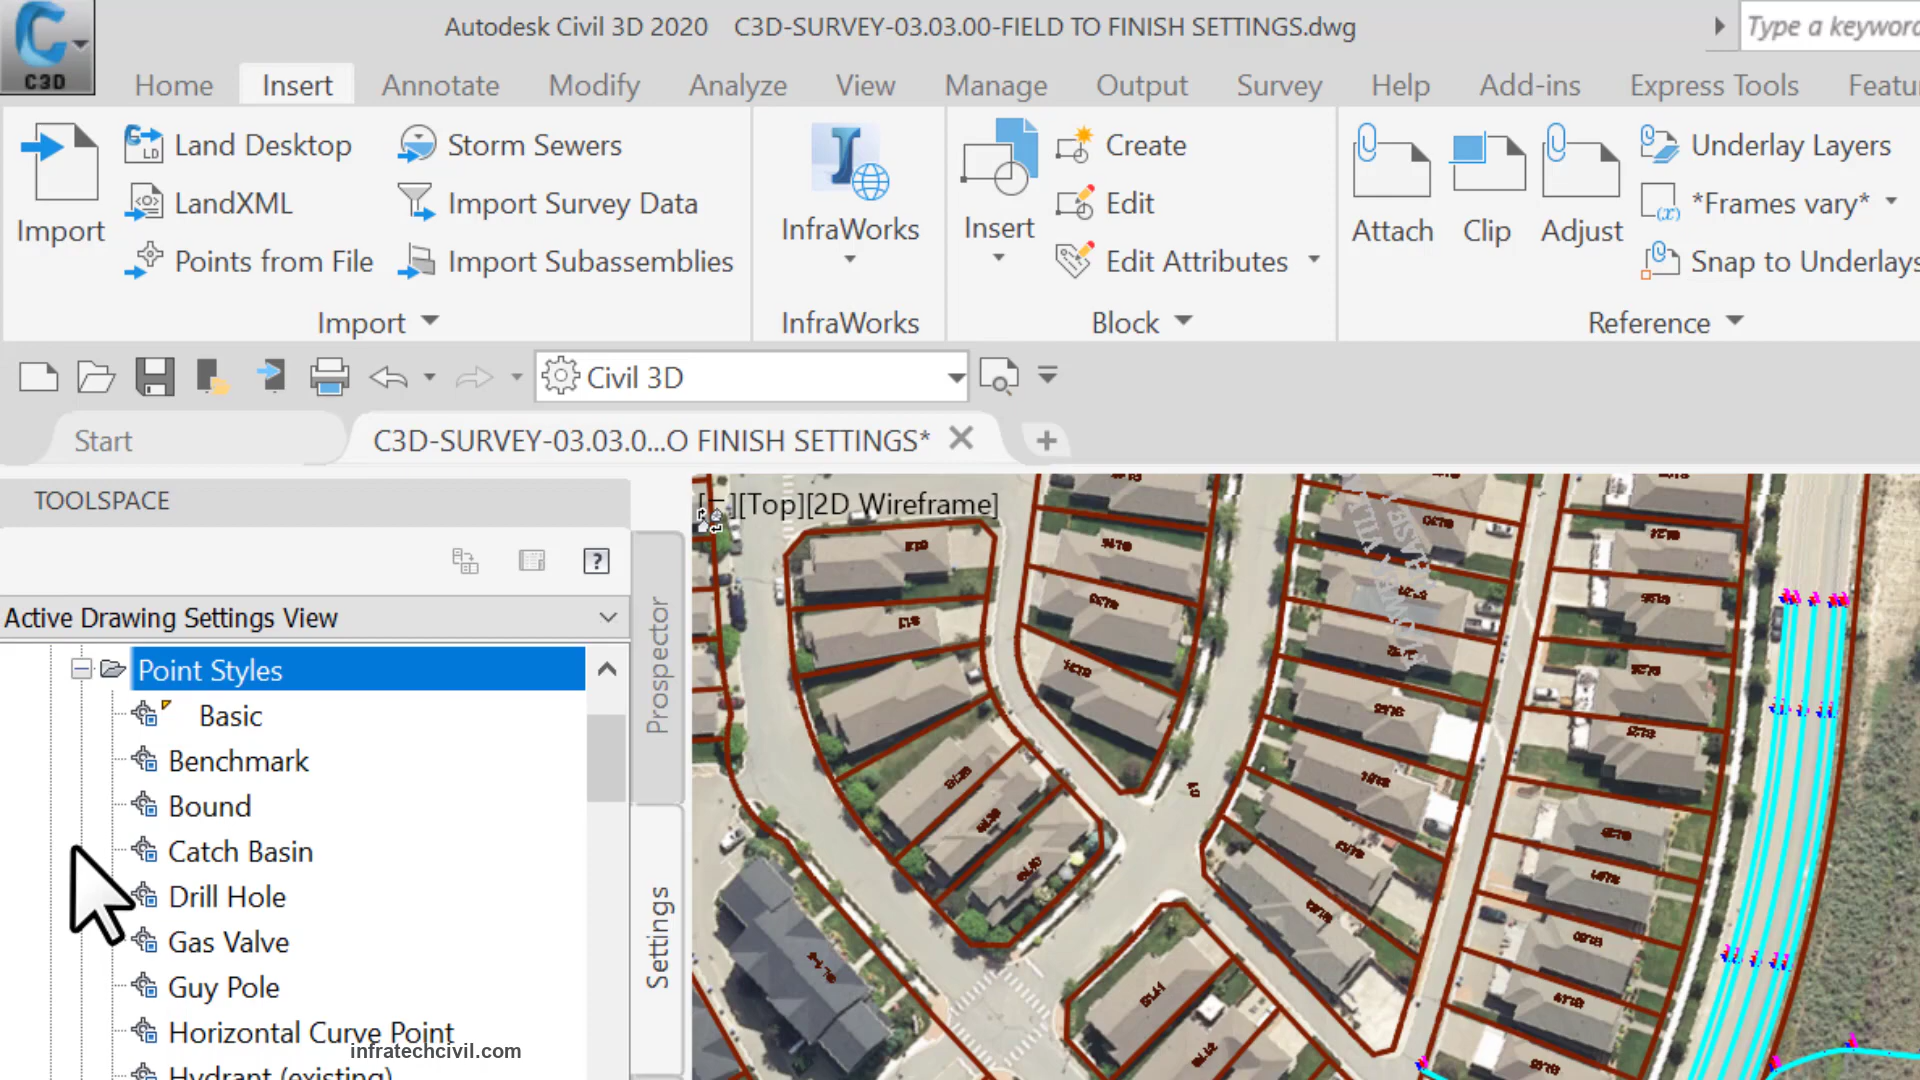 Autodesk Civil 3D 2020 C3D-SURVEY-03.03.00-FIELD TO FINISH SETTINGS.dwg
Type a keyword
C3D
Home Insert Annotate Modify Analyze View Manage Output Survey Help Add-ins Express Tools Featu
Land Desktop Storm Sewers Create Underlay Layers
LandXML Import Survey Data Edit *Frames vary*
Import InfraWorks Insert Attach Clip Adjust
Points from File Import Subassemblies Edit Attributes Snap to Underlays
Import InfraWorks Block Reference
Civil 3D
Start C3D-SURVEY-03.03.0...O FINISH SETTINGS*
TOOLSPACE
[–][Top][2D Wireframe]
Active Drawing Settings View
Prospector
Settings
Point Styles
Basic
Benchmark
Bound
Catch Basin
Drill Hole
Gas Valve
Guy Pole
Horizontal Curve Point
infratechcivil.com
Hydrant (existing)